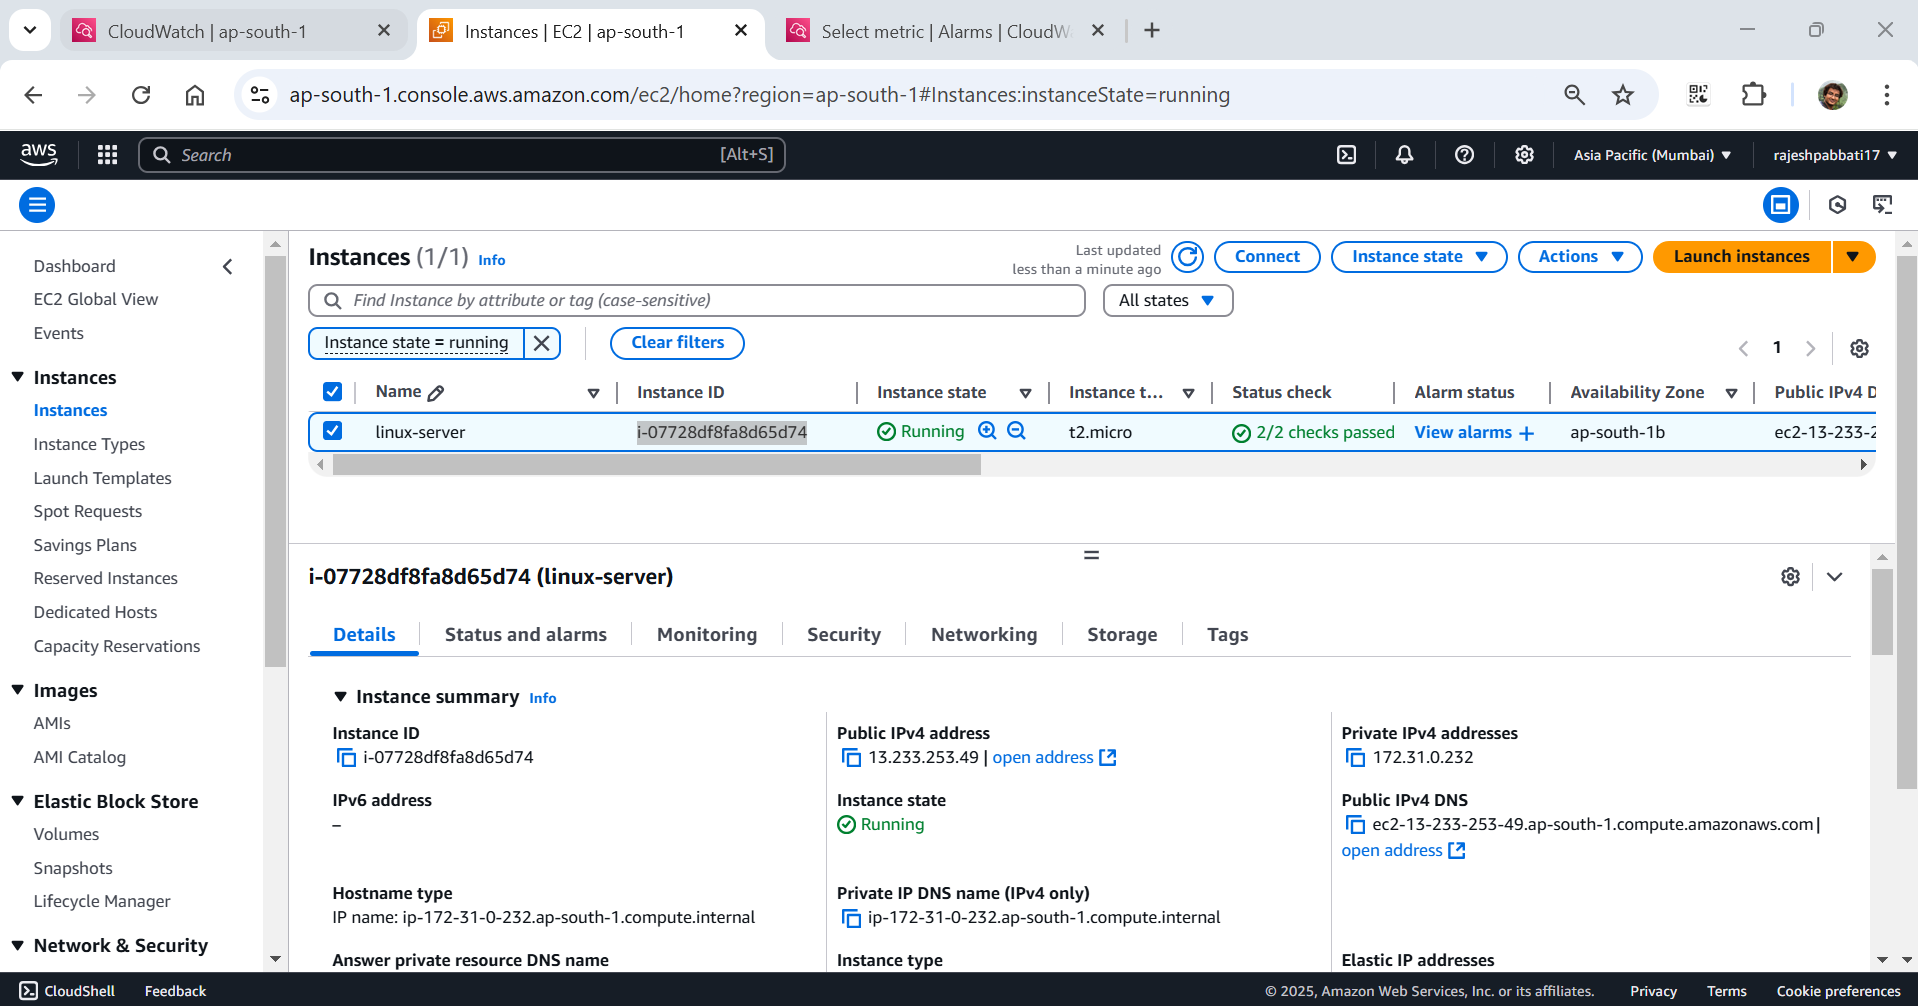 CloudWatch | ap-south-1
Instances | EC2 | ap-south-1
Select metric | Alarms | CloudW
ap-south-1.console.aws.amazon.com/ec2/home?region=ap-south-1#Instances:instanceState=running
aws
Search
[Alt+S]
Asia Pacific (Mumbai)
rajeshpabbati17
Dashboard
EC2 Global View
Events
Instances
Instances
Instance Types
Launch Templates
Spot Requests
Savings Plans
Reserved Instances
Dedicated Hosts
Capacity Reservations
Images
AMIs
AMI Catalog
Elastic Block Store
Volumes
Snapshots
Lifecycle Manager
Network & Security
Instances (1/1) Info
Last updated
less than a minute ago
Connect
Instance state
Actions
Launch instances
Find Instance by attribute or tag (case-sensitive)
All states
Instance state = running
Clear filters
1
Name Instance ID Instance state Instance t... Status check Alarm status Availability Zone Public IPv4 D
linux-server i-07728df8fa8d65d74 Running t2.micro 2/2 checks passed View alarms + ap-south-1b ec2-13-233-2
i-07728df8fa8d65d74 (linux-server)
Details Status and alarms Monitoring Security Networking Storage Tags
Instance summary Info
Instance ID
i-07728df8fa8d65d74
Public IPv4 address
13.233.253.49 | open address
Private IPv4 addresses
172.31.0.232
IPv6 address
–
Instance state
Running
Public IPv4 DNS
ec2-13-233-253-49.ap-south-1.compute.amazonaws.com |
open address
Hostname type
IP name: ip-172-31-0-232.ap-south-1.compute.internal
Private IP DNS name (IPv4 only)
ip-172-31-0-232.ap-south-1.compute.internal
Answer private resource DNS name
Instance type
Elastic IP addresses
CloudShell
Feedback
© 2025, Amazon Web Services, Inc. or its affiliates.
Privacy
Terms
Cookie preferences